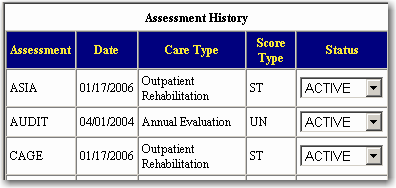 Assessment History
Assessment Date Care Type Score Type Status
ASIA 01/17/2006 Outpatient Rehabilitation ST ACTIVE
AUDIT 04/01/2004 Annual Evaluation UN ACTIVE
CAGE 01/17/2006 Outpatient Rehabilitation ST ACTIVE